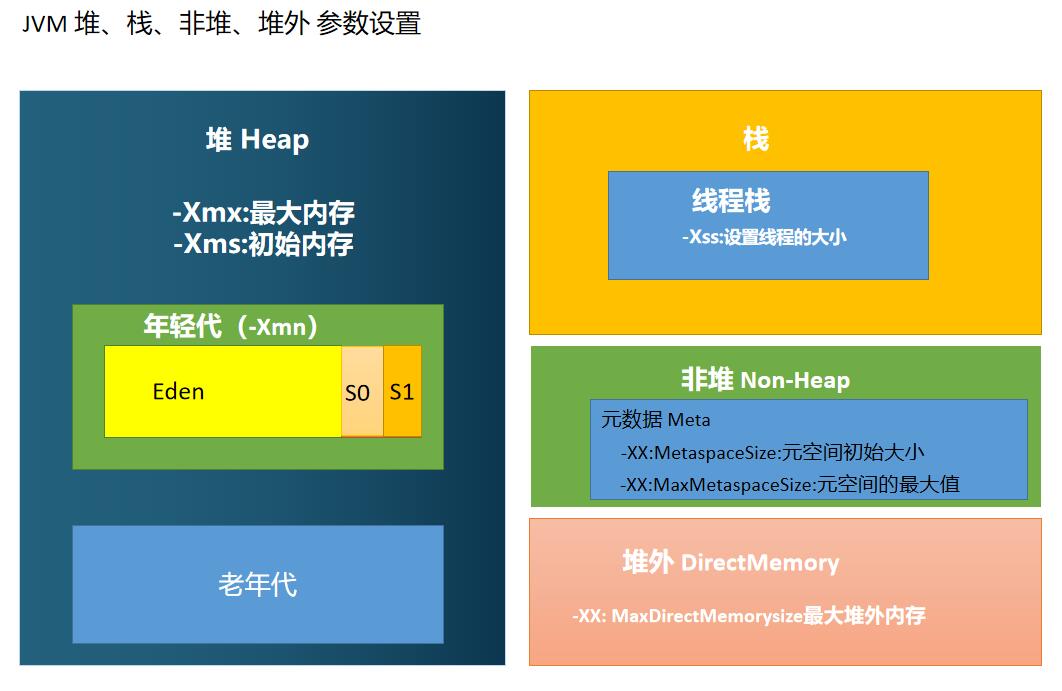 JVM 堆、栈、非堆、堆外 参数设置
堆 Heap
-Xmx:最大内存
-Xms:初始内存
年轻代（-Xmn）
Eden
S0
S1
老年代
栈
线程栈
-Xss:设置线程的大小
非堆 Non-Heap
元数据 Meta
-XX:MetaspaceSize:元空间初始大小
-XX:MaxMetaspaceSize:元空间的最大值
堆外 DirectMemory
-XX: MaxDirectMemorysize最大堆外内存